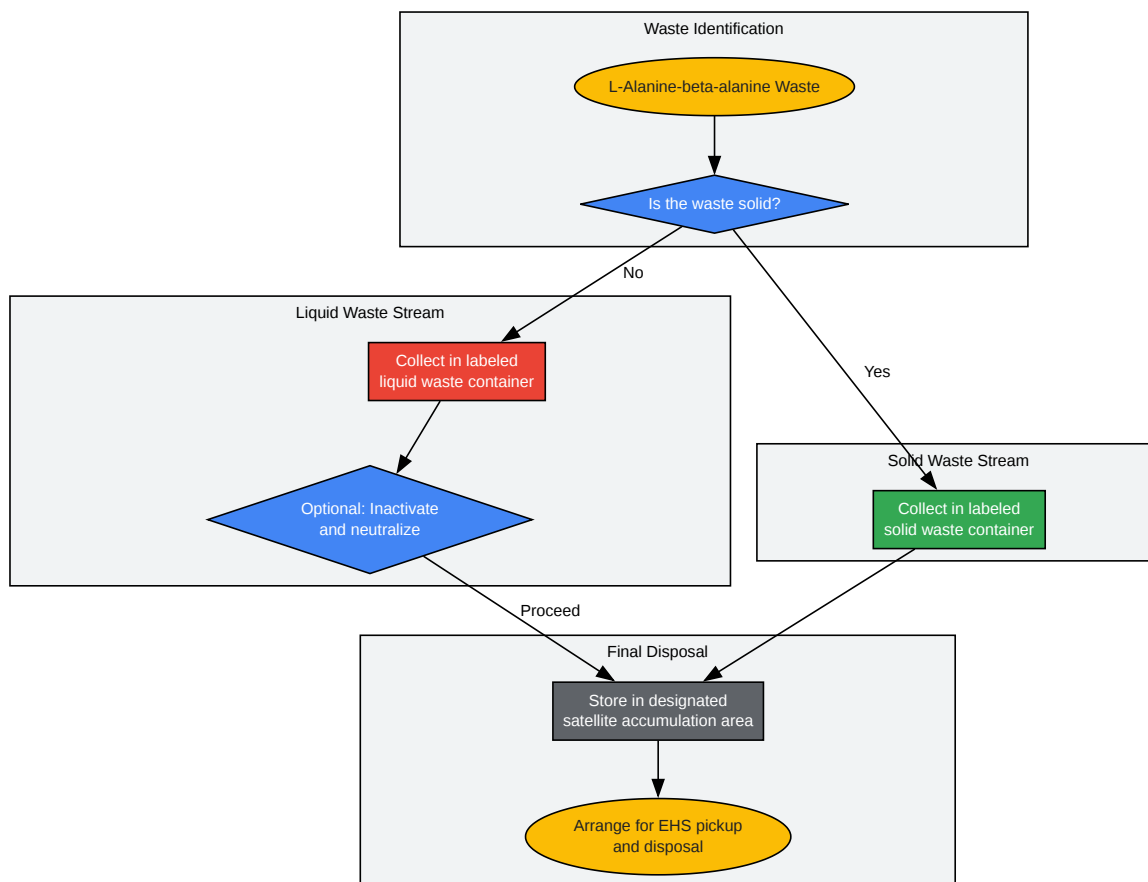 Waste Identification
L-Alanine-beta-alanine Waste
Is the waste solid?
No
Yes
Liquid Waste Stream
Collect in labeled
liquid waste container
Optional: Inactivate
and neutralize
Solid Waste Stream
Collect in labeled
solid waste container
Proceed
Final Disposal
Store in designated
satellite accumulation area
Arrange for EHS pickup
and disposal